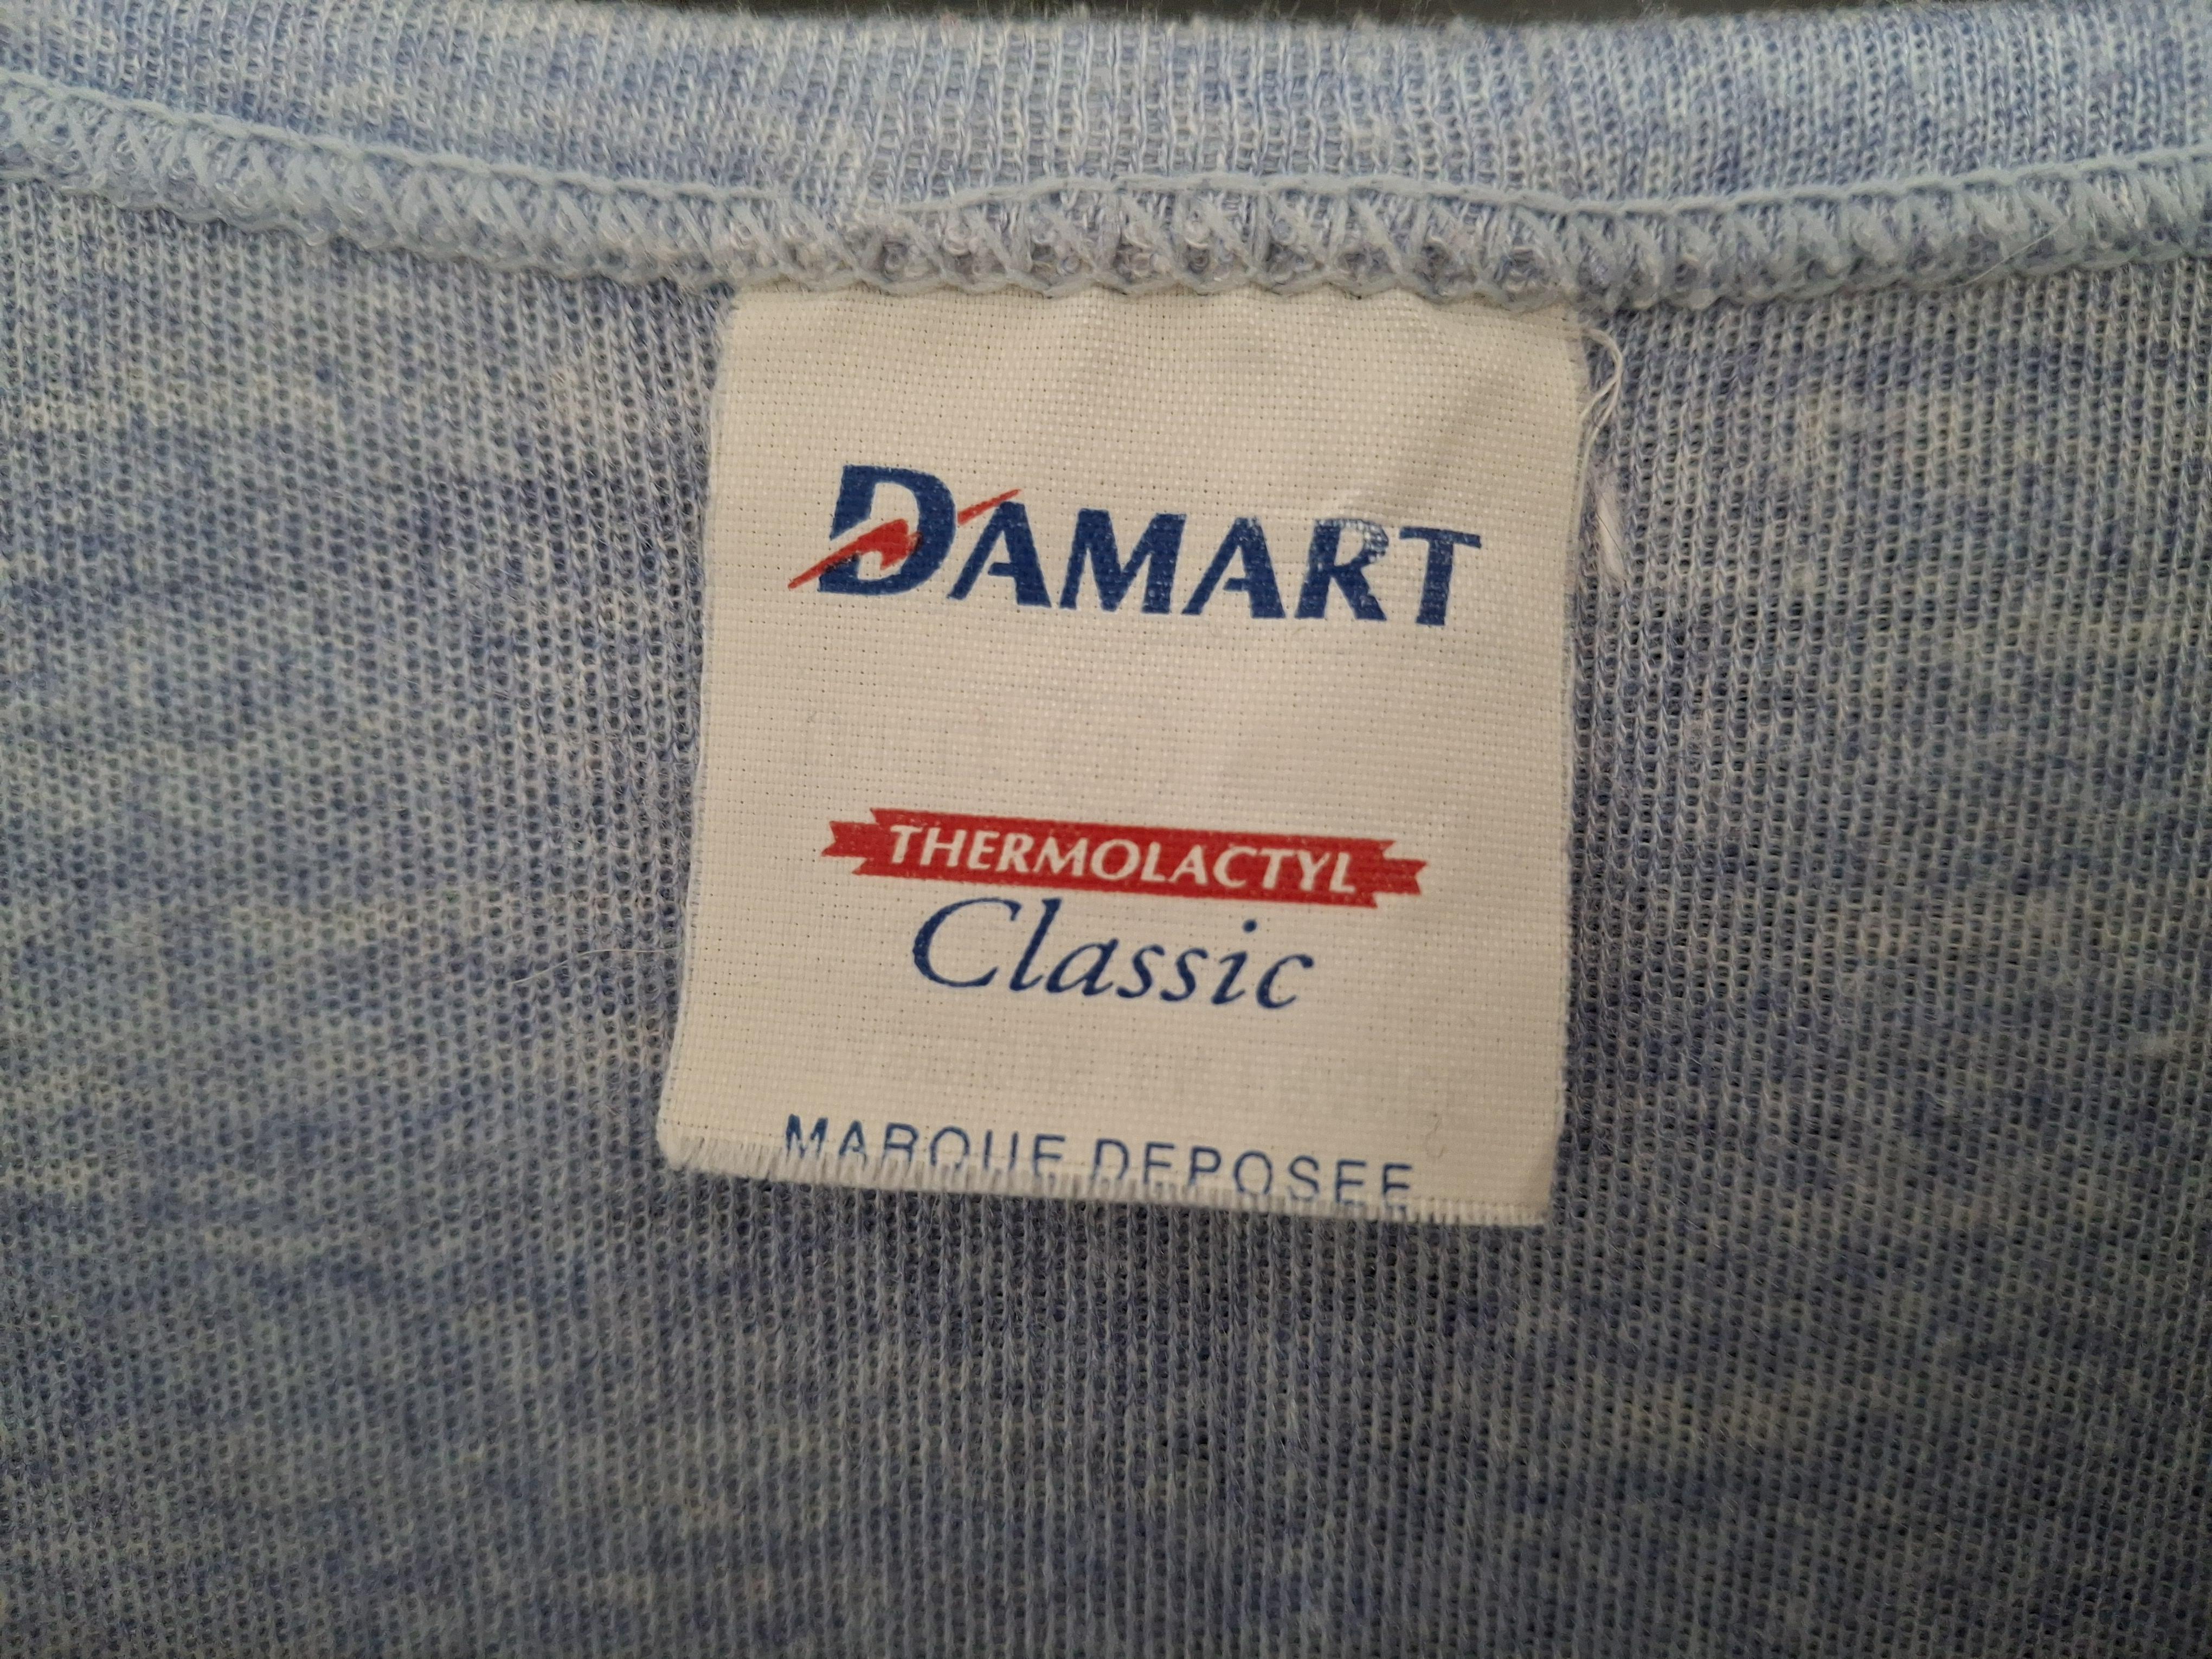 DAMART
THERMOLACTYL
Classic
MARQUE DEPOSEE